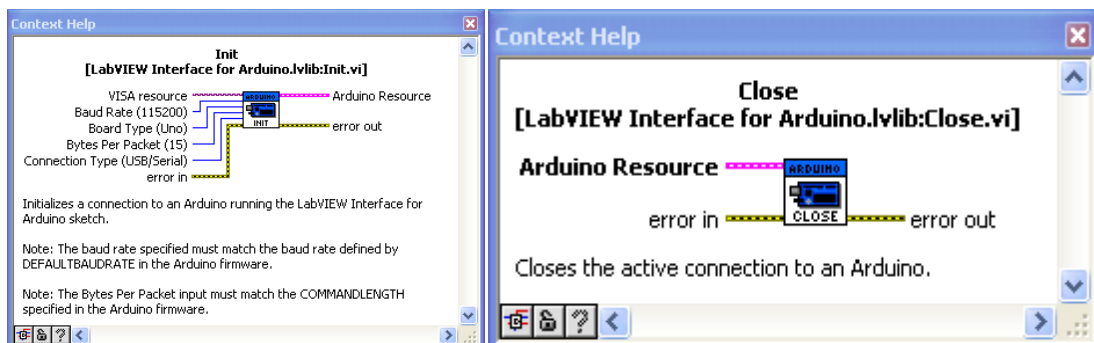 Context Help
Init
[LabVIEW Interface for Arduino.lvlib:Init.vi]
VISA resource
Baud Rate (115200)
Board Type (Uno)
Bytes Per Packet (15)
Connection Type (USB/Serial)
error in
ARDUINO
INIT
Arduino Resource
error out
Initializes a connection to an Arduino running the LabVIEW Interface for
Arduino sketch.
Note: The baud rate specified must match the baud rate defined by
DEFAULTBAUDRATE in the Arduino firmware.
Note: The Bytes Per Packet input must match the COMMANDLENGTH
specified in the Arduino firmware.
?
Context Help
Close
[LabVIEW Interface for Arduino.lvlib:Close.vi]
Arduino Resource
error in
ARDUINO
CLOSE
error out
Closes the active connection to an Arduino.
?